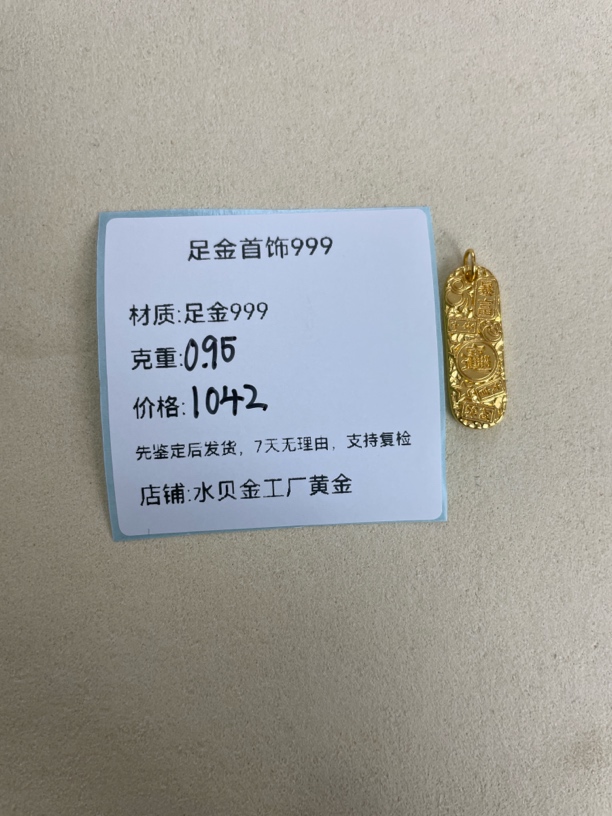 足金首饰999
材质:足金999
克重:0.95
价格:1042
先鉴定后发货，7天无理由，支持复检
店铺:水贝金工厂黄金